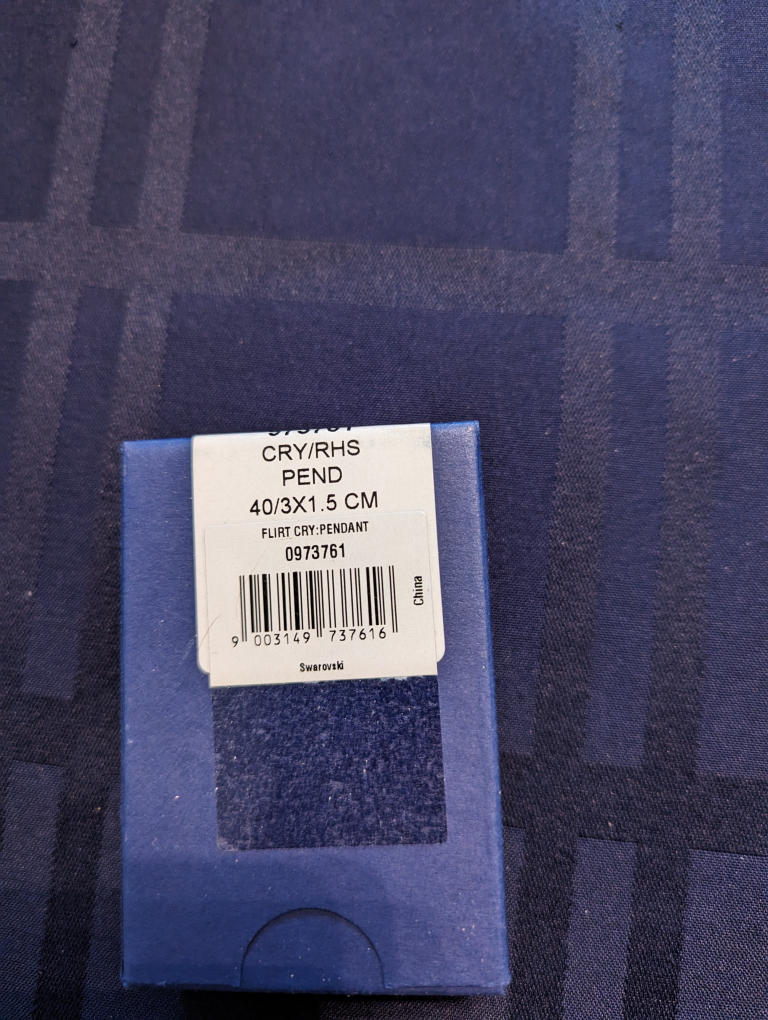 CRY/RHS
PEND
40/3X1.5 CM
FLIRT CRY:PENDANT
0973761
China
9 003149 737616
Swarovski